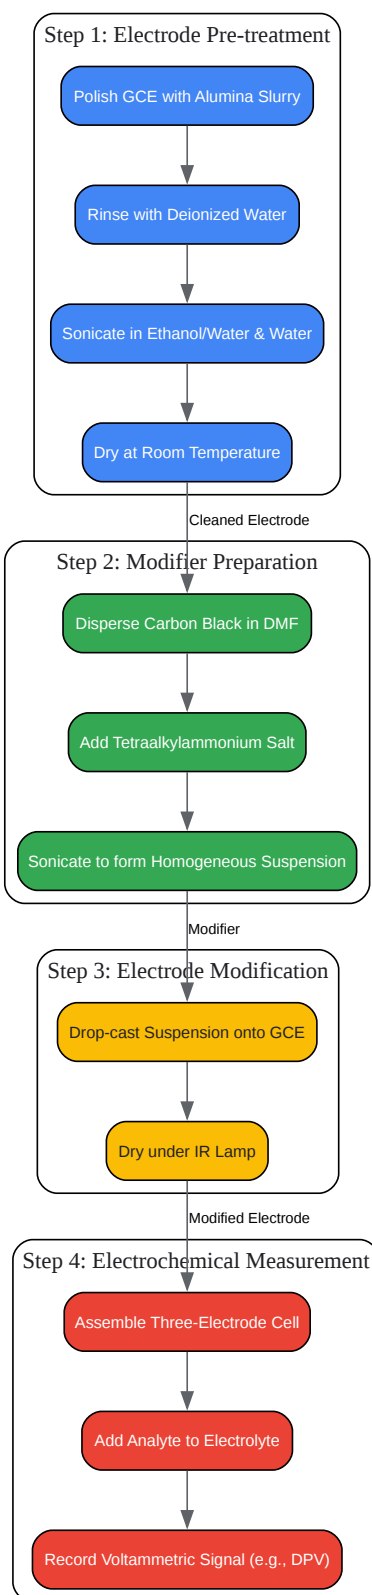 Step 1: Electrode Pre-treatment
Polish GCE with Alumina Slurry
Rinse with Deionized Water
Sonicate in Ethanol/Water & Water
Dry at Room Temperature
Cleaned Electrode
Step 2: Modifier Preparation
Disperse Carbon Black in DMF
Add Tetraalkylammonium Salt
Sonicate to form Homogeneous Suspension
Modifier
Step 3: Electrode Modification
Drop-cast Suspension onto GCE
Dry under IR Lamp
Modified Electrode
Step 4: Electrochemical Measurement
Assemble Three-Electrode Cell
Add Analyte to Electrolyte
Record Voltammetric Signal (e.g., DPV)